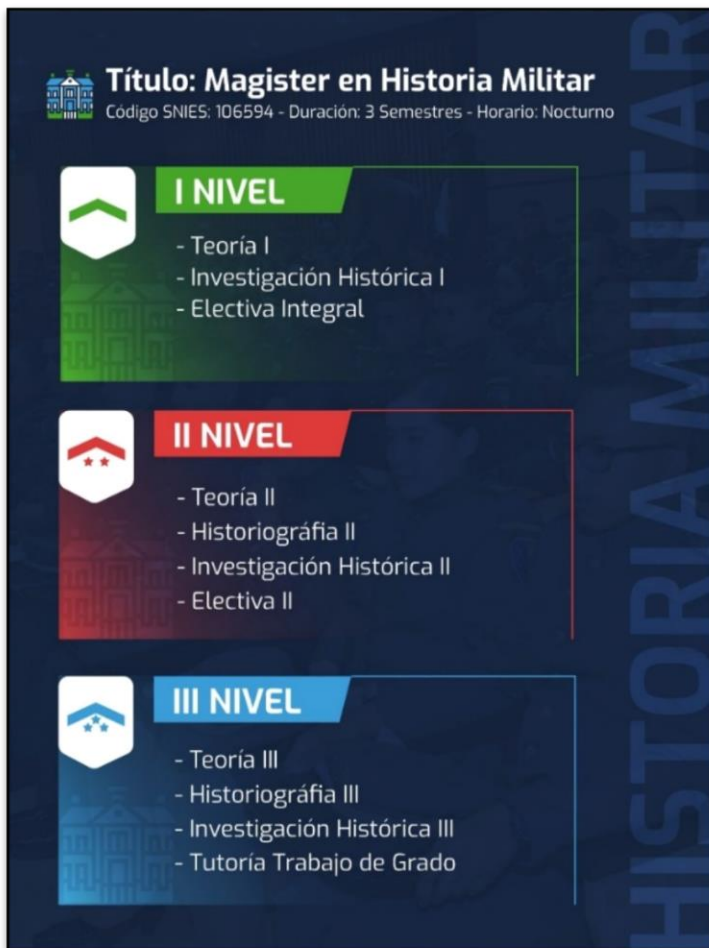 Título: Magister en Historia Militar
Código SNIES: 106594 - Duración: 3 Semestres - Horario: Nocturno
I NIVEL
- Teoría I
- Investigación Histórica I
- Electiva Integral
II NIVEL
- Teoría II
- Historiográfia II
- Investigación Histórica II
- Electiva II
III NIVEL
- Teoría III
- Historiográfia III
- Investigación Histórica III
- Tutoría Trabajo de Grado
HISTORIA MILITAR